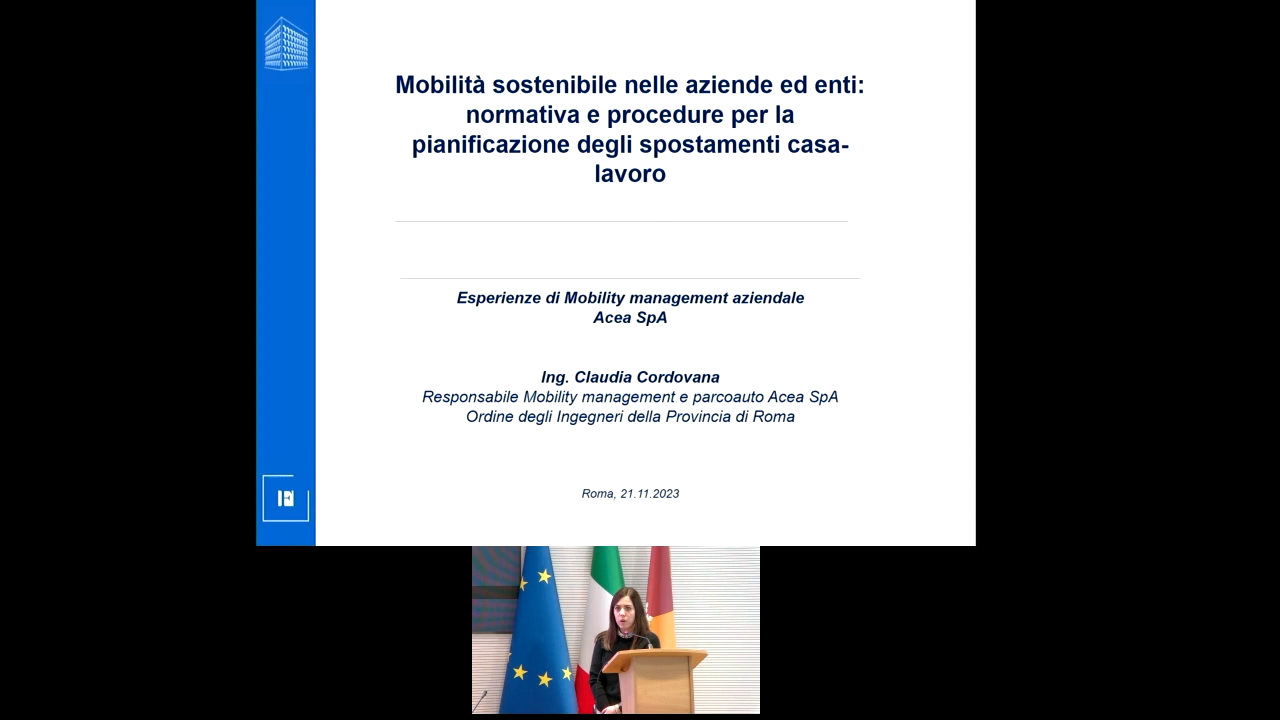 Mobilità sostenibile nelle aziende ed enti:
normativa e procedure per la
pianificazione degli spostamenti casa-
lavoro
Esperienze di Mobility management aziendale
Acea SpA
Ing. Claudia Cordovana
Responsabile Mobility management e parcoauto Acea SpA
Ordine degli Ingegneri della Provincia di Roma
Roma, 21.11.2023